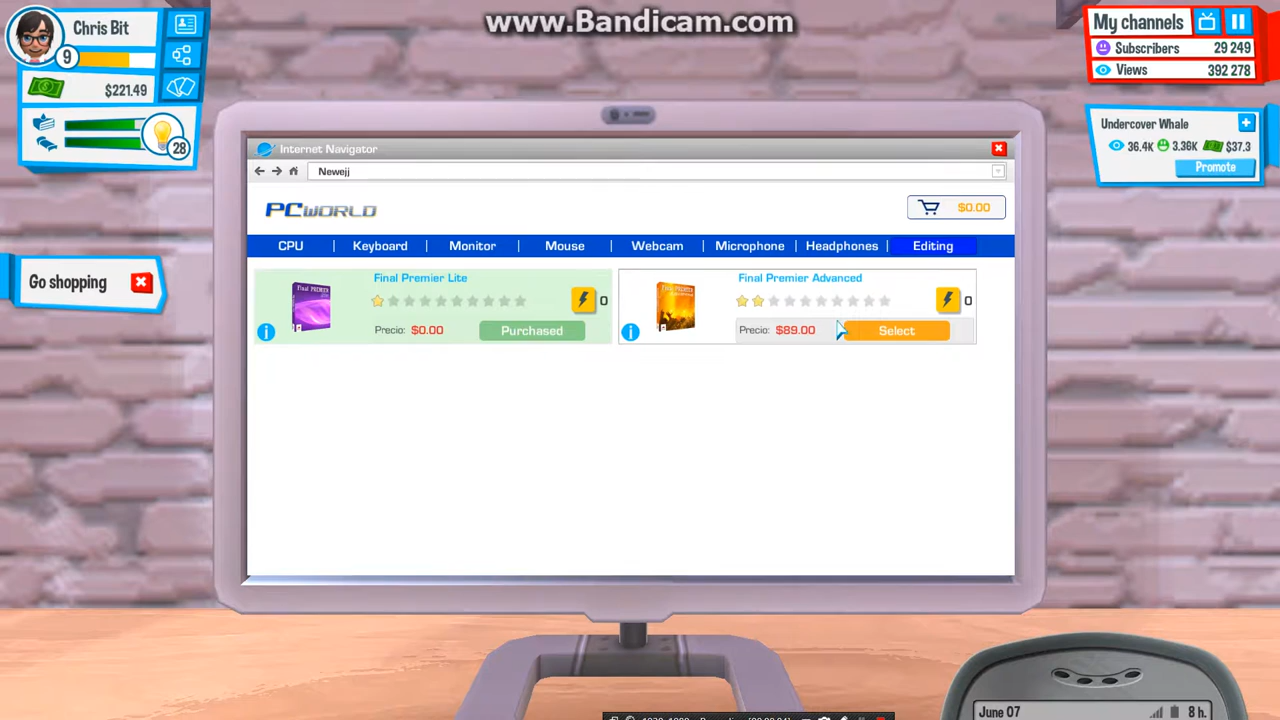 www.Bandicam.com
Chris Bit
9
$221.49
28
My channels
Subscribers 29 249
Views 392 278
Undercover Whale
36.4K 3.36K $37.3
Promote
Go shopping
Internet Navigator
Newejj
PCWORLD
$0.00
CPU Keyboard Monitor Mouse Webcam Microphone Headphones Editing
Final Premier Lite
0
Precio: $0.00 Purchased
Final Premier Advanced
0
Precio: $89.00 Select
June 07 8 h.